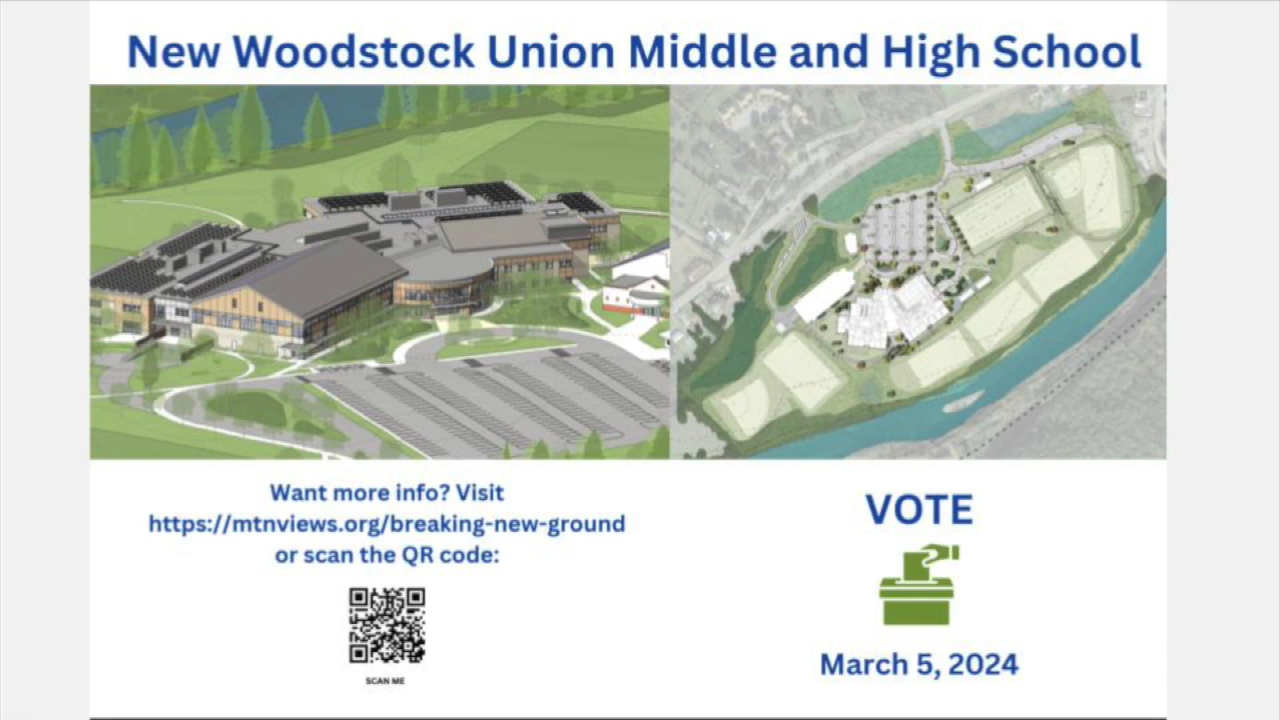 New Woodstock Union Middle and High School
Want more info? Visit
https://mtnviews.org/breaking-new-ground
or scan the QR code:
SCAN ME
VOTE
March 5, 2024